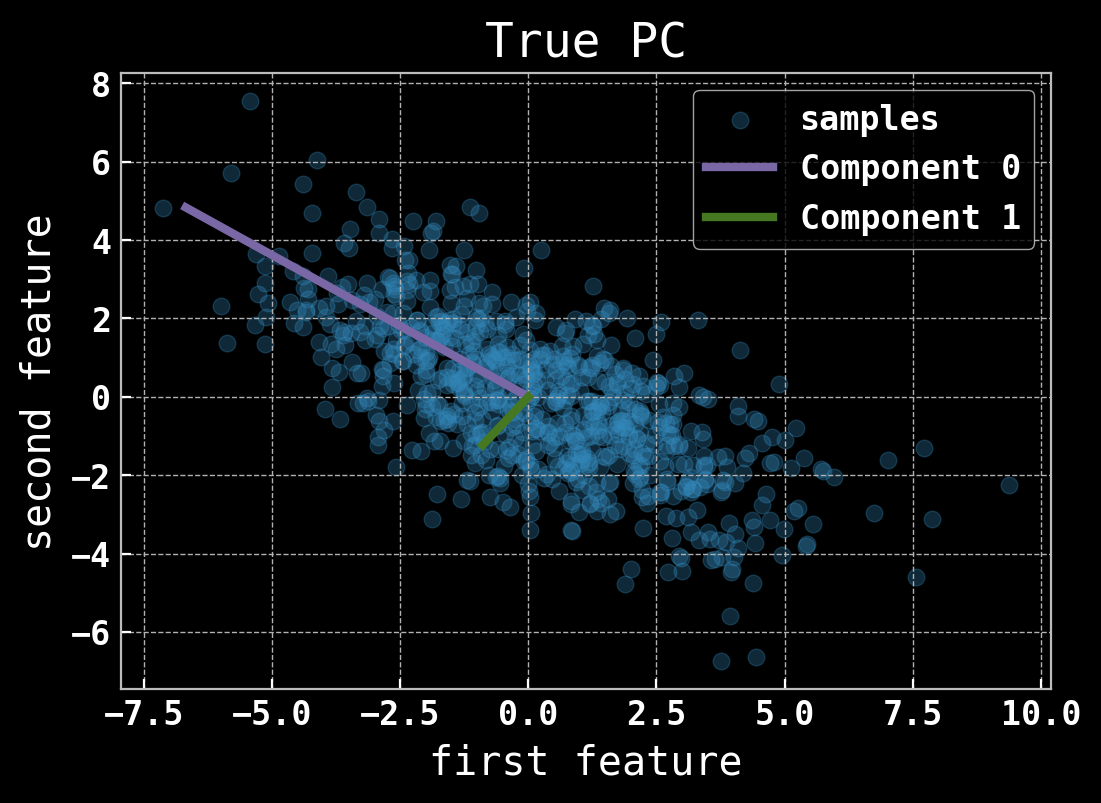 True PC
samples
Component 0
Component 1
second feature
8
6
4
2
0
−2
−4
−6
−7.5 −5.0 −2.5 0.0 2.5 5.0 7.5 10.0
first feature